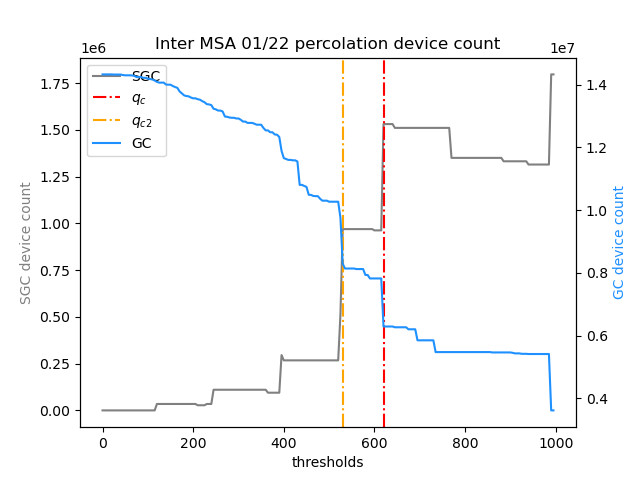 Inter MSA 01/22 percolation device count
1e6
1e7
SGC
q_c
q_c2
GC
1.75
1.50
1.25
1.00
0.75
0.50
0.25
0.00
SGC device count
1.4
1.2
1.0
0.8
0.6
0.4
GC device count
0 200 400 600 800 1000
thresholds